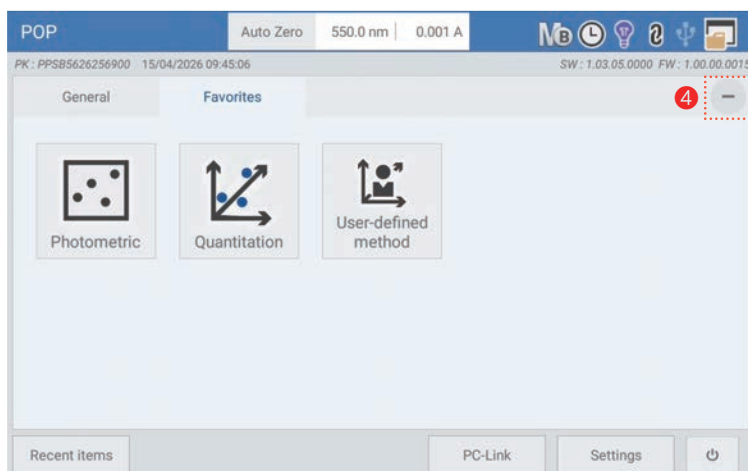 POP
Auto Zero
550.0 nm
0.001 A
MB
PK : PPSB5626256900 15/04/2026 09:45:06
SW : 1.03.05.0000 FW : 1.00.00.0015
General
Favorites
4
Photometric
Quantitation
User-defined
method
Recent items
PC-Link
Settings